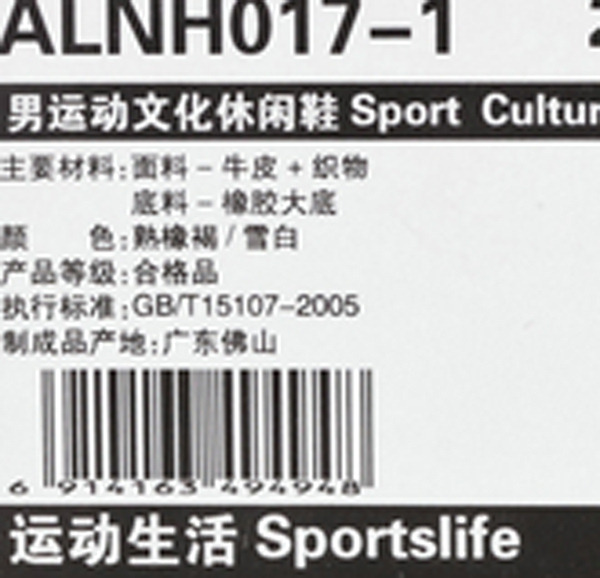 ALNH017-1
男运动文化休闲鞋 Sport Cultur
主要材料:面料-牛皮+织物
底料-橡胶大底
颜 色:熟橡褐/雪白
产品等级:合格品
执行标准:GB/T15107-2005
制成品产地:广东佛山
6 914163 494948
运动生活 Sportslife